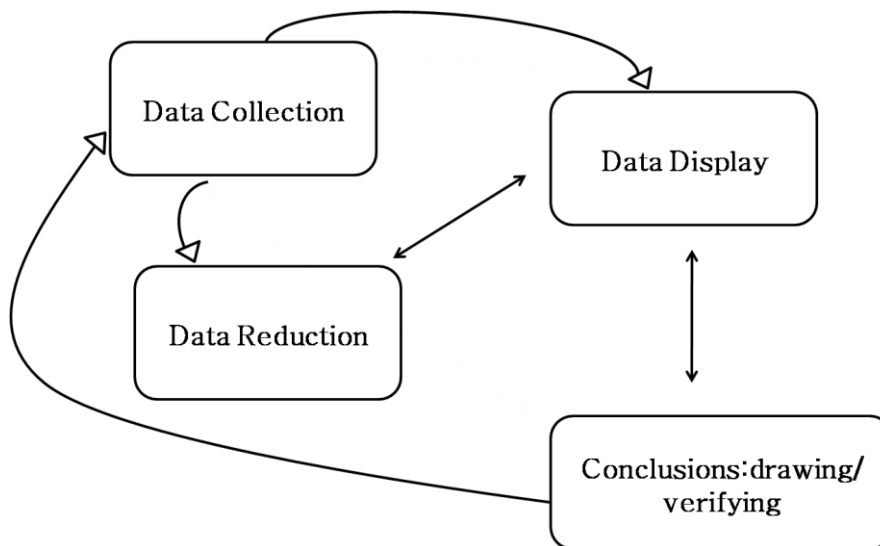 Data Collection
Data Display
Data Reduction
Conclusions:drawing/
verifying